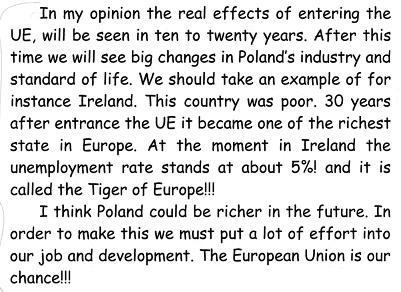 In my opinion the real effects of entering the
UE, will be seen in ten to twenty years. After this
time we will see big changes in Poland's industry and
standard of life. We should take an example of for
instance Ireland. This country was poor. 30 years
after entrance the UE it became one of the richest
state in Europe. At the moment in Ireland the
unemployment rate stands at about 5%! and it is
called the Tiger of Europe!!!
I think Poland could be richer in the future. In
order to make this we must put a lot of effort into
our job and development. The European Union is our
chance!!!